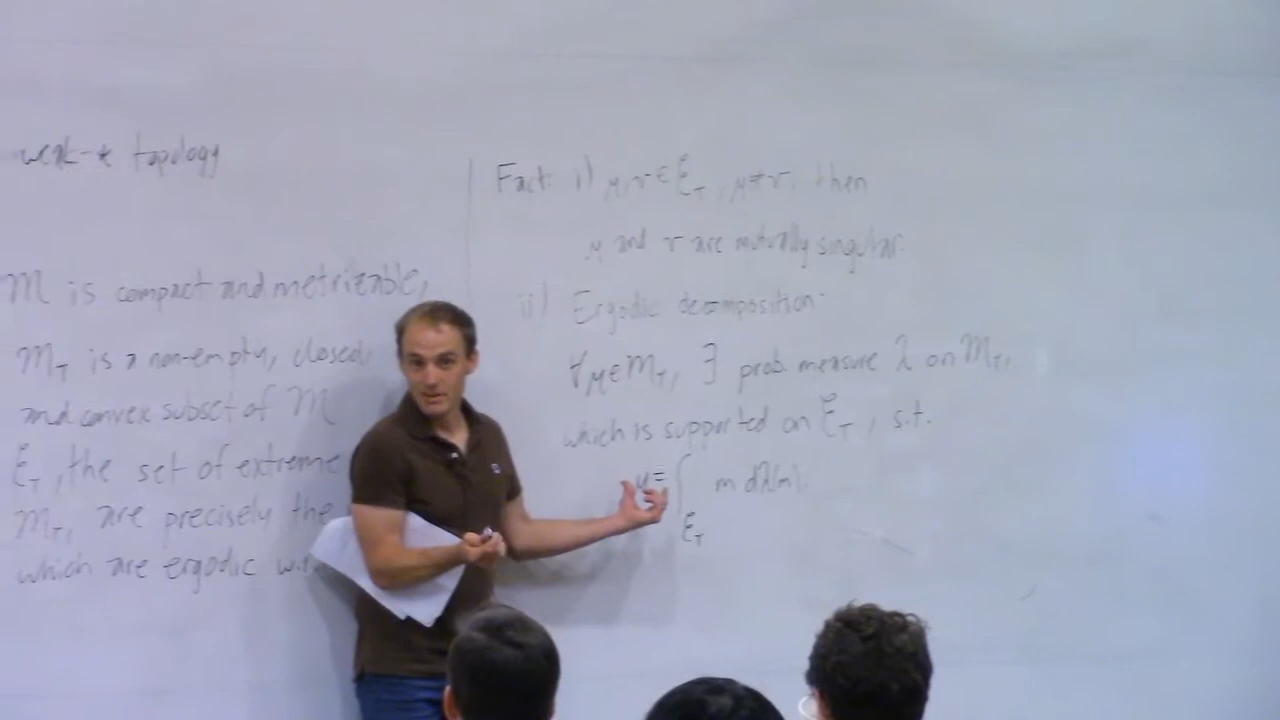 weak-* topology
M is compact and metrizable,
M_T is a non-empty, closed,
and convex subset of M
E_T, the set of extreme
M_T, are precisely the
which are ergodic w.r.
Fact: i) μ, ν ∈ E_T, μ ≠ ν, then
μ and ν are mutually singular.
ii) Ergodic decomposition:
∀ μ ∈ M_T, ∃ prob. measure λ on M_T,
which is supported on E_T, s.t.
μ = ∫_{E_T} m dλ(m).